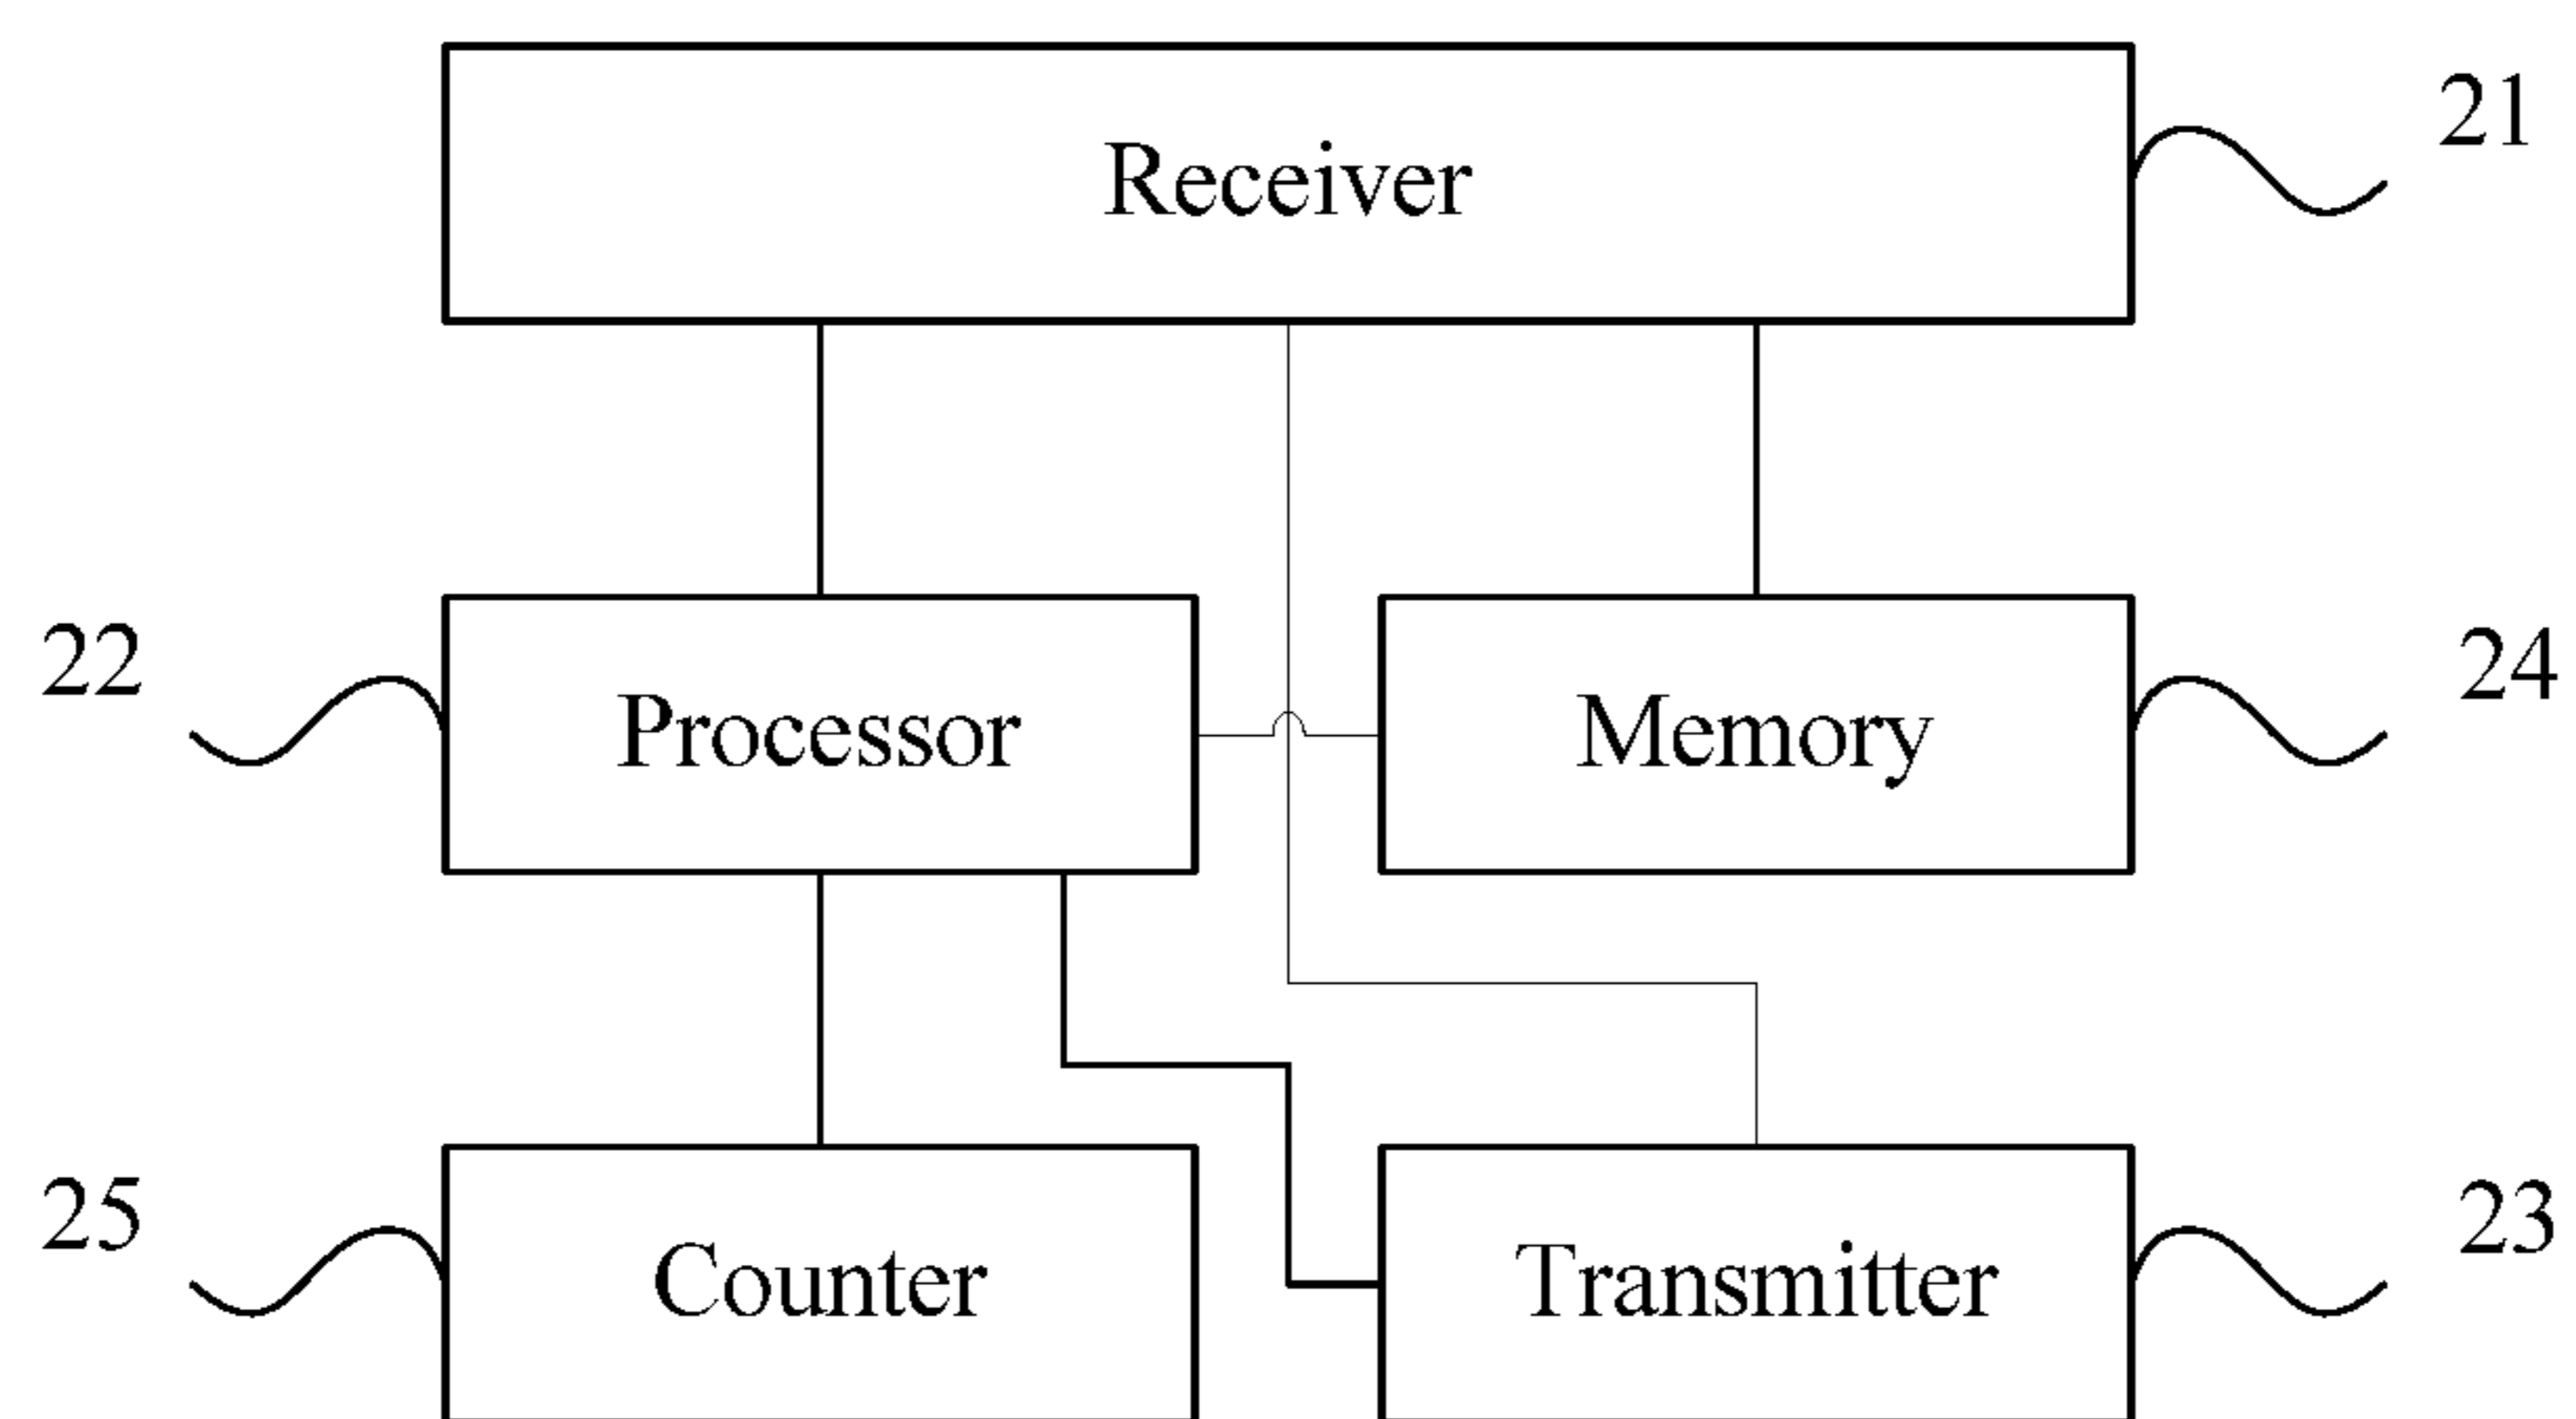 Receiver
21
22
Processor
Memory
24
25
Counter
Transmitter
23